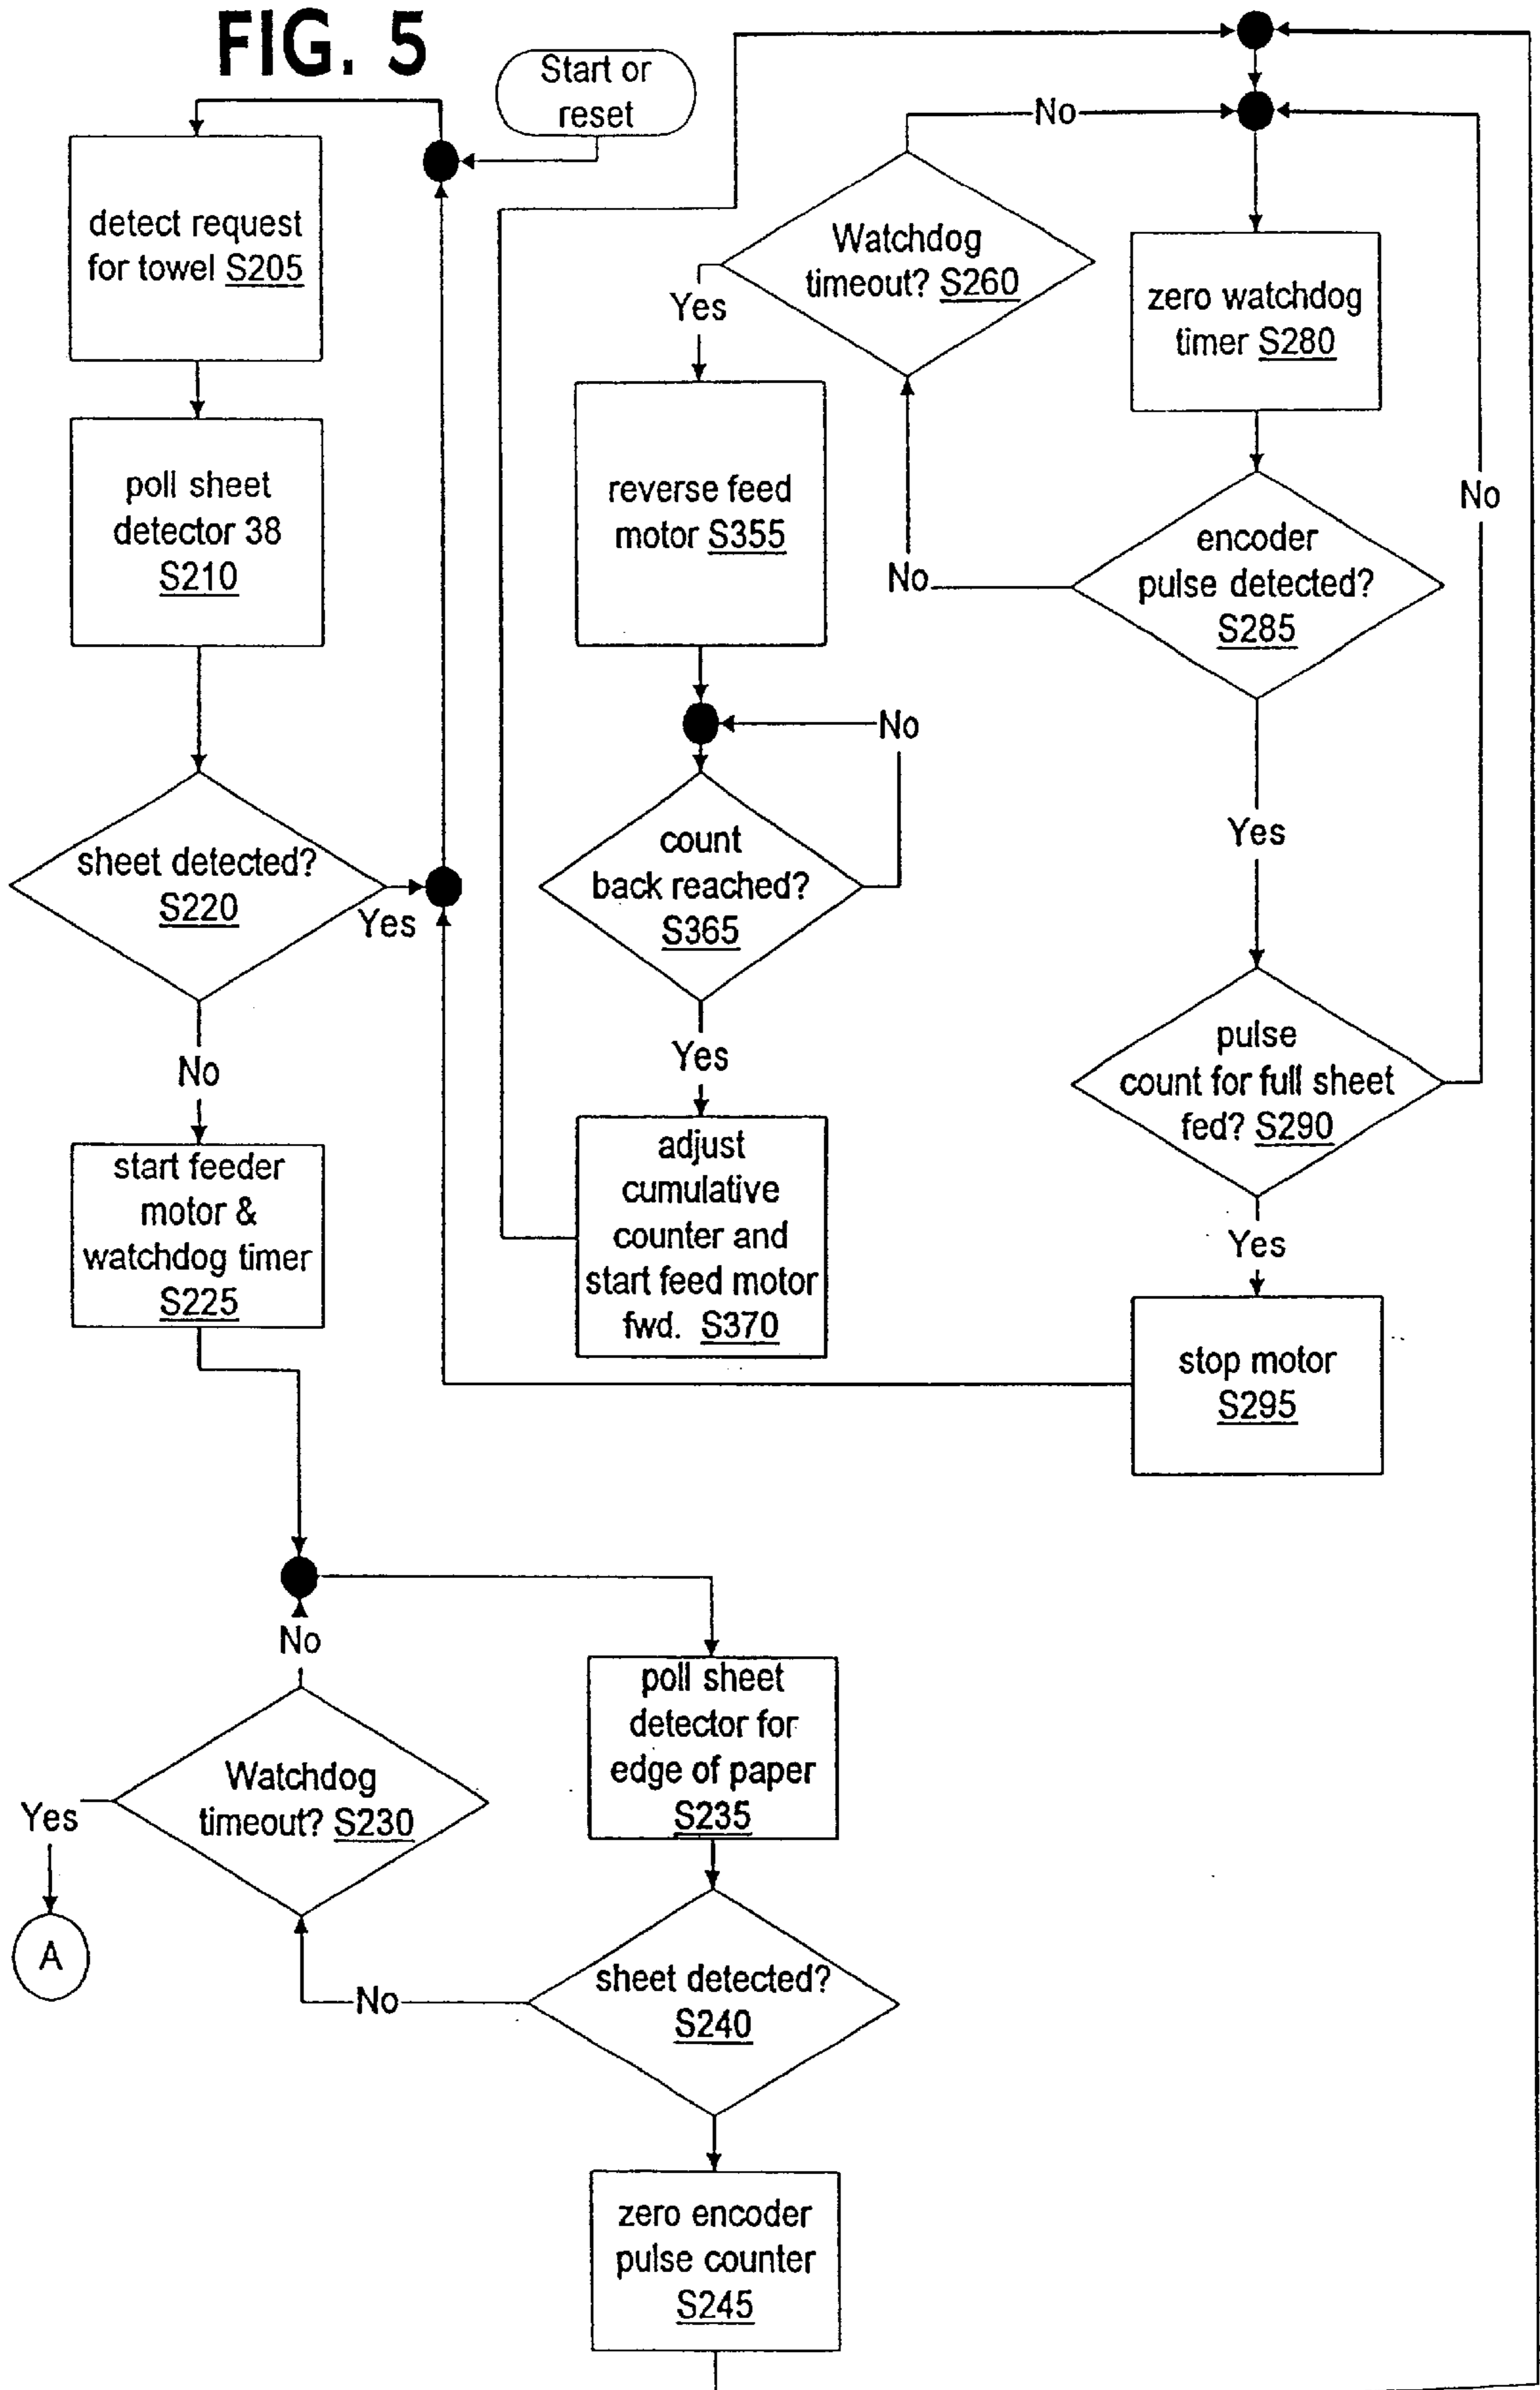 FIG. 5
Start or
reset
detect request
for towel S205
poll sheet
detector 38
S210
sheet detected?
S220
Yes
No
start feeder
motor &
watchdog timer
S225
No
Watchdog
timeout? S230
Yes
A
poll sheet
detector for
edge of paper
S235
sheet detected?
S240
No
zero encoder
pulse counter
S245
No
Watchdog
timeout? S260
Yes
reverse feed
motor S355
No
count
back reached?
S365
Yes
adjust
cumulative
counter and
start feed motor
fwd. S370
zero watchdog
timer S280
encoder
pulse detected?
S285
No
Yes
No
pulse
count for full sheet
fed? S290
Yes
stop motor
S295